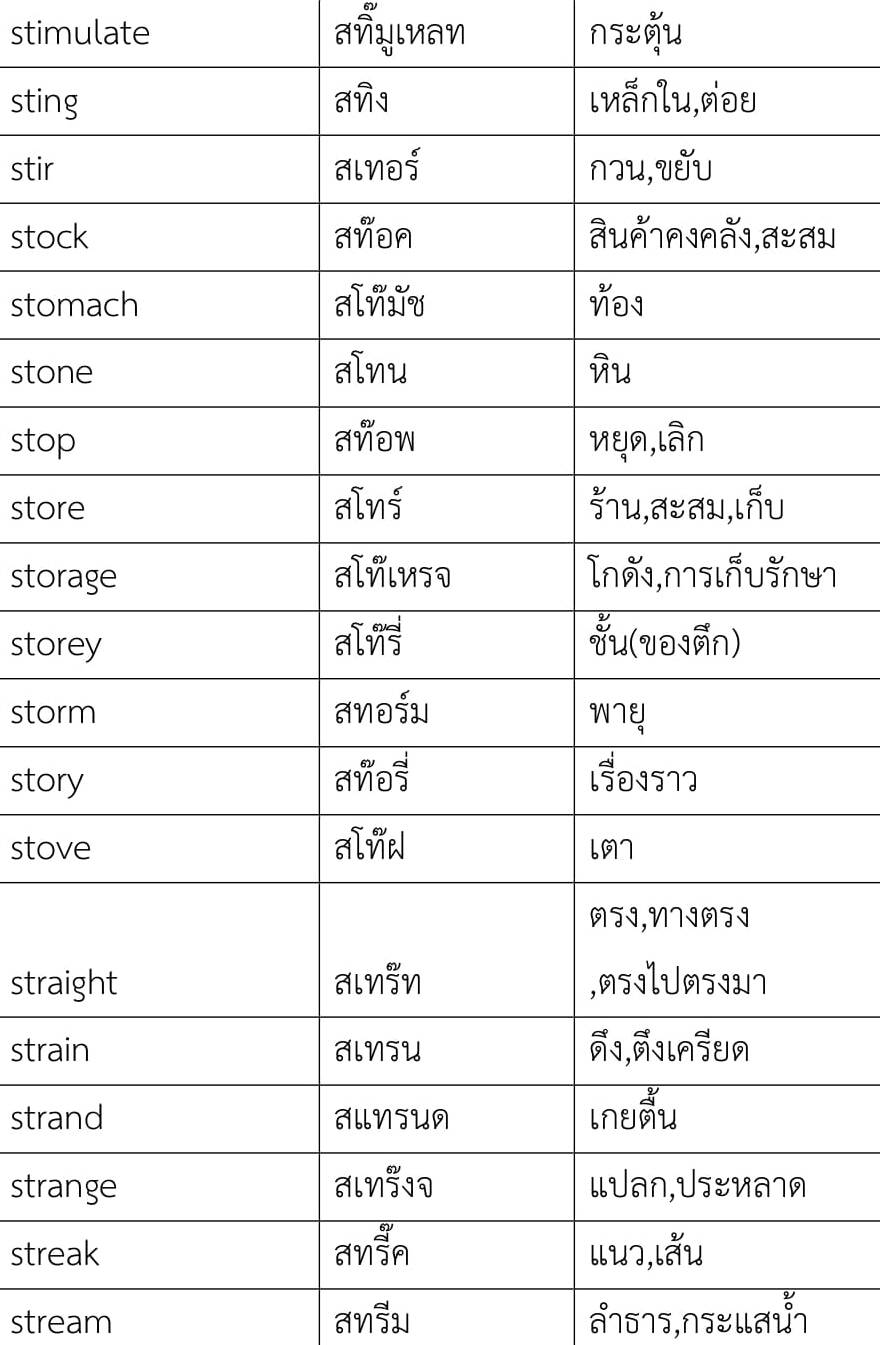 stimulate สทิ๊มูเหลท กระตุ้น
sting สทิง เหล็กใน,ต่อย
stir สเทอร์ กวน,ขยับ
stock สท๊อค สินค้าคงคลัง,สะสม
stomach สโท๊มัช ท้อง
stone สโทน หิน
stop สท๊อพ หยุด,เลิก
store สโทร์ ร้าน,สะสม,เก็บ
storage สโท๊เหรจ โกดัง,การเก็บรักษา
storey สโท๊รี่ ชั้น(ของตึก)
storm สทอร์ม พายุ
story สท๊อรี่ เรื่องราว
stove สโท๊ฝ เตา
ตรง,ทางตรง
straight สเทร๊ท ,ตรงไปตรงมา
strain สเทรน ดึง,ตึงเครียด
strand สแทรนด เกยตื้น
strange สเทร๊งจ แปลก,ประหลาด
streak สทรี๊ค แนว,เส้น
stream สทรีม ลำธาร,กระแสน้ำ